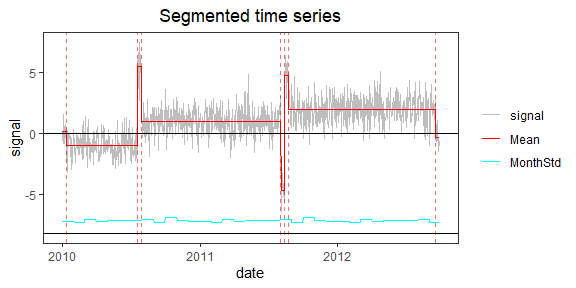 Segmented time series
5
0
-5
signal
2010
2011
2012
date
signal
Mean
MonthStd